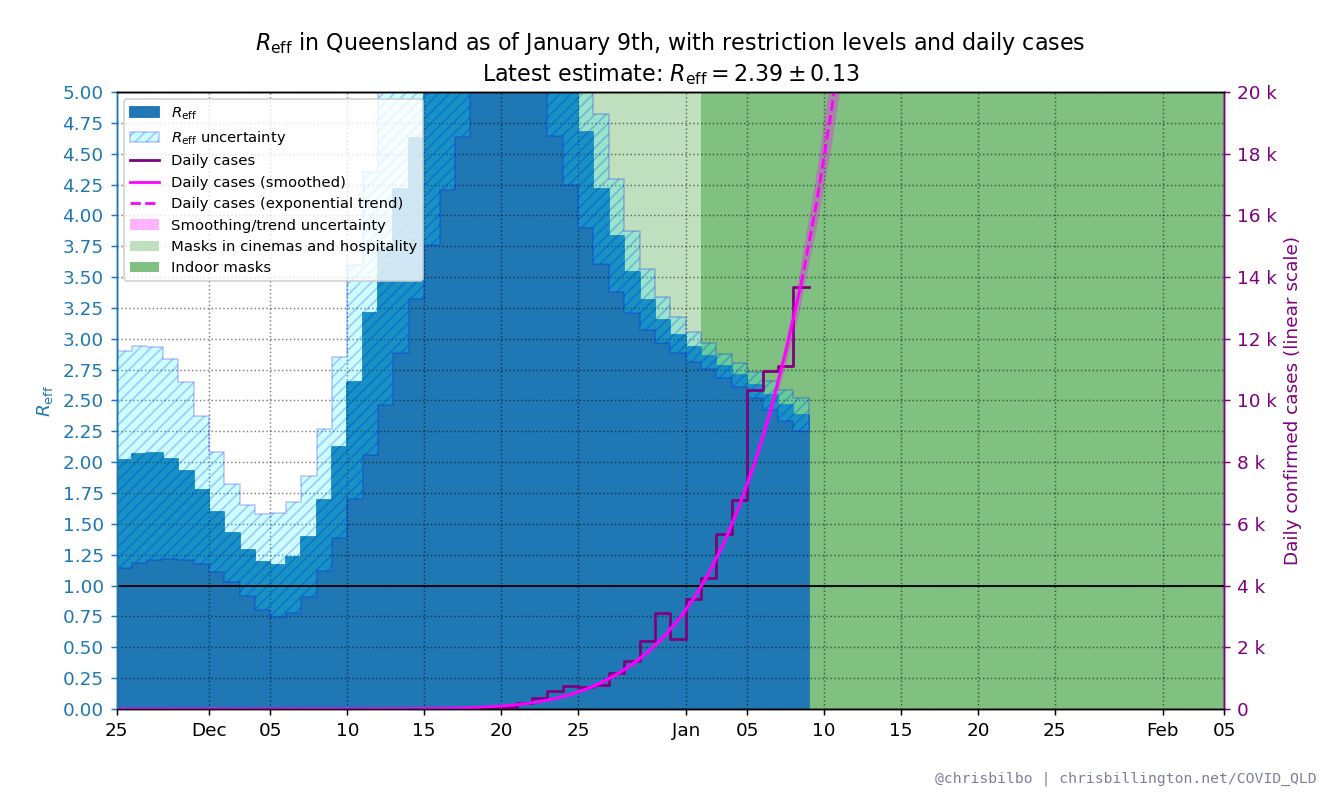 Reff in Queensland as of January 9th, with restriction levels and daily cases
Latest estimate: Reff = 2.39 ± 0.13
Reff
Reff uncertainty
Daily cases
Daily cases (smoothed)
Daily cases (exponential trend)
Smoothing/trend uncertainty
Masks in cinemas and hospitality
Indoor masks
Reff
5.00
4.75
4.50
4.25
4.00
3.75
3.50
3.25
3.00
2.75
2.50
2.25
2.00
1.75
1.50
1.25
1.00
0.75
0.50
0.25
0.00
20 k
18 k
16 k
14 k
12 k
10 k
8 k
6 k
4 k
2 k
0
Daily confirmed cases (linear scale)
25 Dec 05 10 15 20 25 Jan 05 10 15 20 25 Feb 05
@chrisbilbo | chrisbillington.net/COVID_QLD